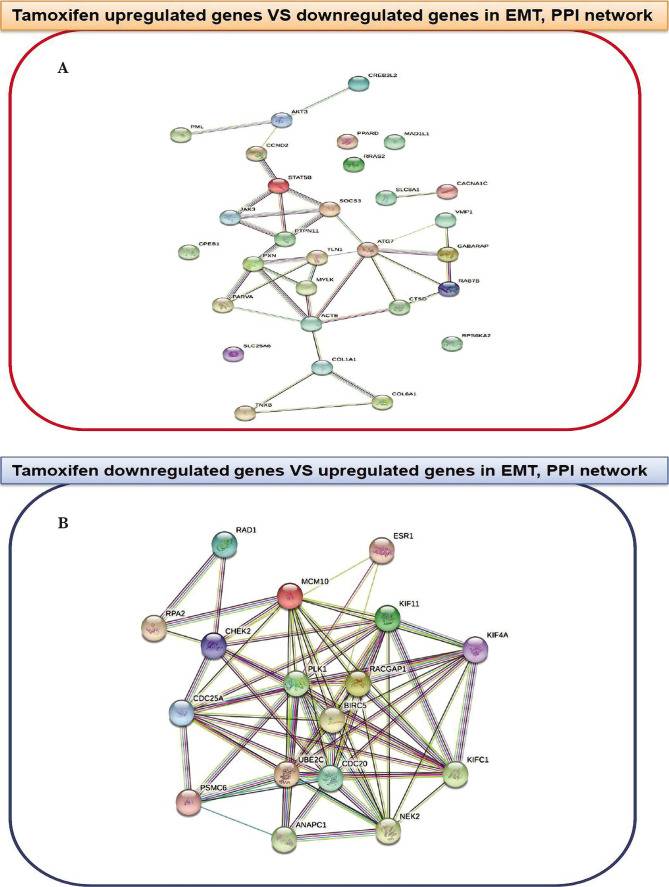 Tamoxifen upregulated genes VS downregulated genes in EMT, PPI network
A
CREB3L2
AKT3
PML
CCND2
PPARD
MAD1L1
RRAS2
STAT5B
SLC8A1
CACNA1C
JAK3
SOCS3
VMP1
PTPN11
ATG7
CPEB1
TLN1
GABARAP
PXN
MYLK
RAB7B
PARVA
CTSD
ACTB
SLC25A6
RPS6KA2
COL1A1
TNXB
COL6A1
Tamoxifen downregulated genes VS upregulated genes in EMT, PPI network
B
RAD1
ESR1
MCM10
RPA2
KIF11
CHEK2
KIF4A
PLK1
RACGAP1
CDC25A
BIRC5
UBE2C
CDC20
KIFC1
PSMC6
ANAPC1
NEK2